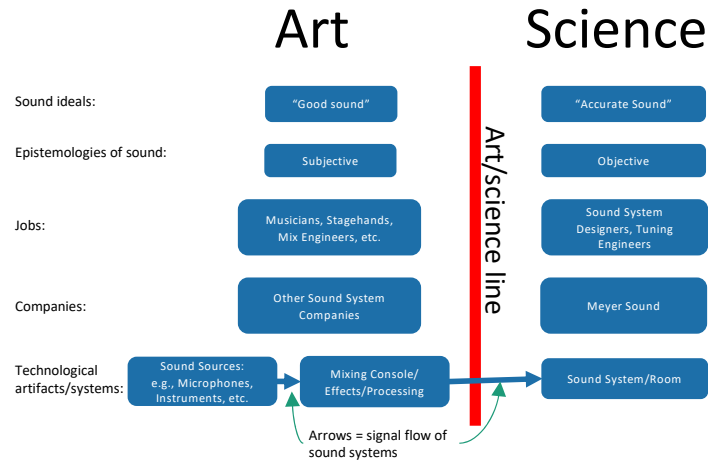 Art
Science
Sound ideals:
“Good sound”
“Accurate Sound”
Epistemologies of sound:
Subjective
Objective
Art/science line
Jobs:
Musicians, Stagehands,
Mix Engineers, etc.
Sound System
Designers, Tuning
Engineers
Companies:
Other Sound System
Companies
Meyer Sound
Technological
artifacts/systems:
Sound Sources:
e.g., Microphones,
Instruments, etc.
Mixing Console/
Effects/Processing
Sound System/Room
Arrows = signal flow of
sound systems